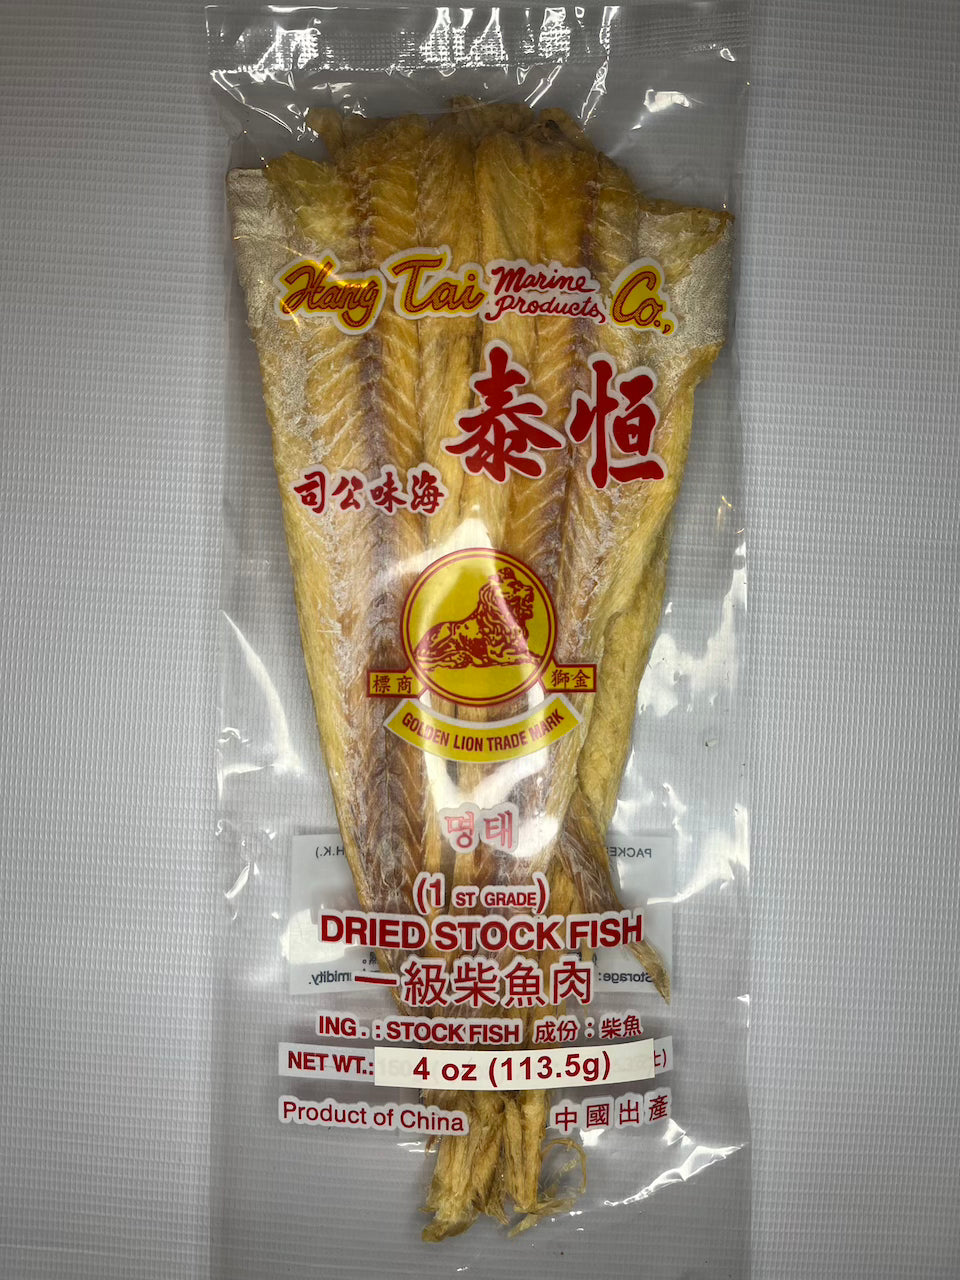 Hang Tai Marine Products, Co.,
恒泰
海味公司
金獅商標
GOLDEN LION TRADE MARK
명태
(1 ST GRADE)
DRIED STOCK FISH
一級柴魚肉
ING.: STOCK FISH 成份：柴魚
NET WT.: 4 oz (113.5g)
Product of China 中國出產